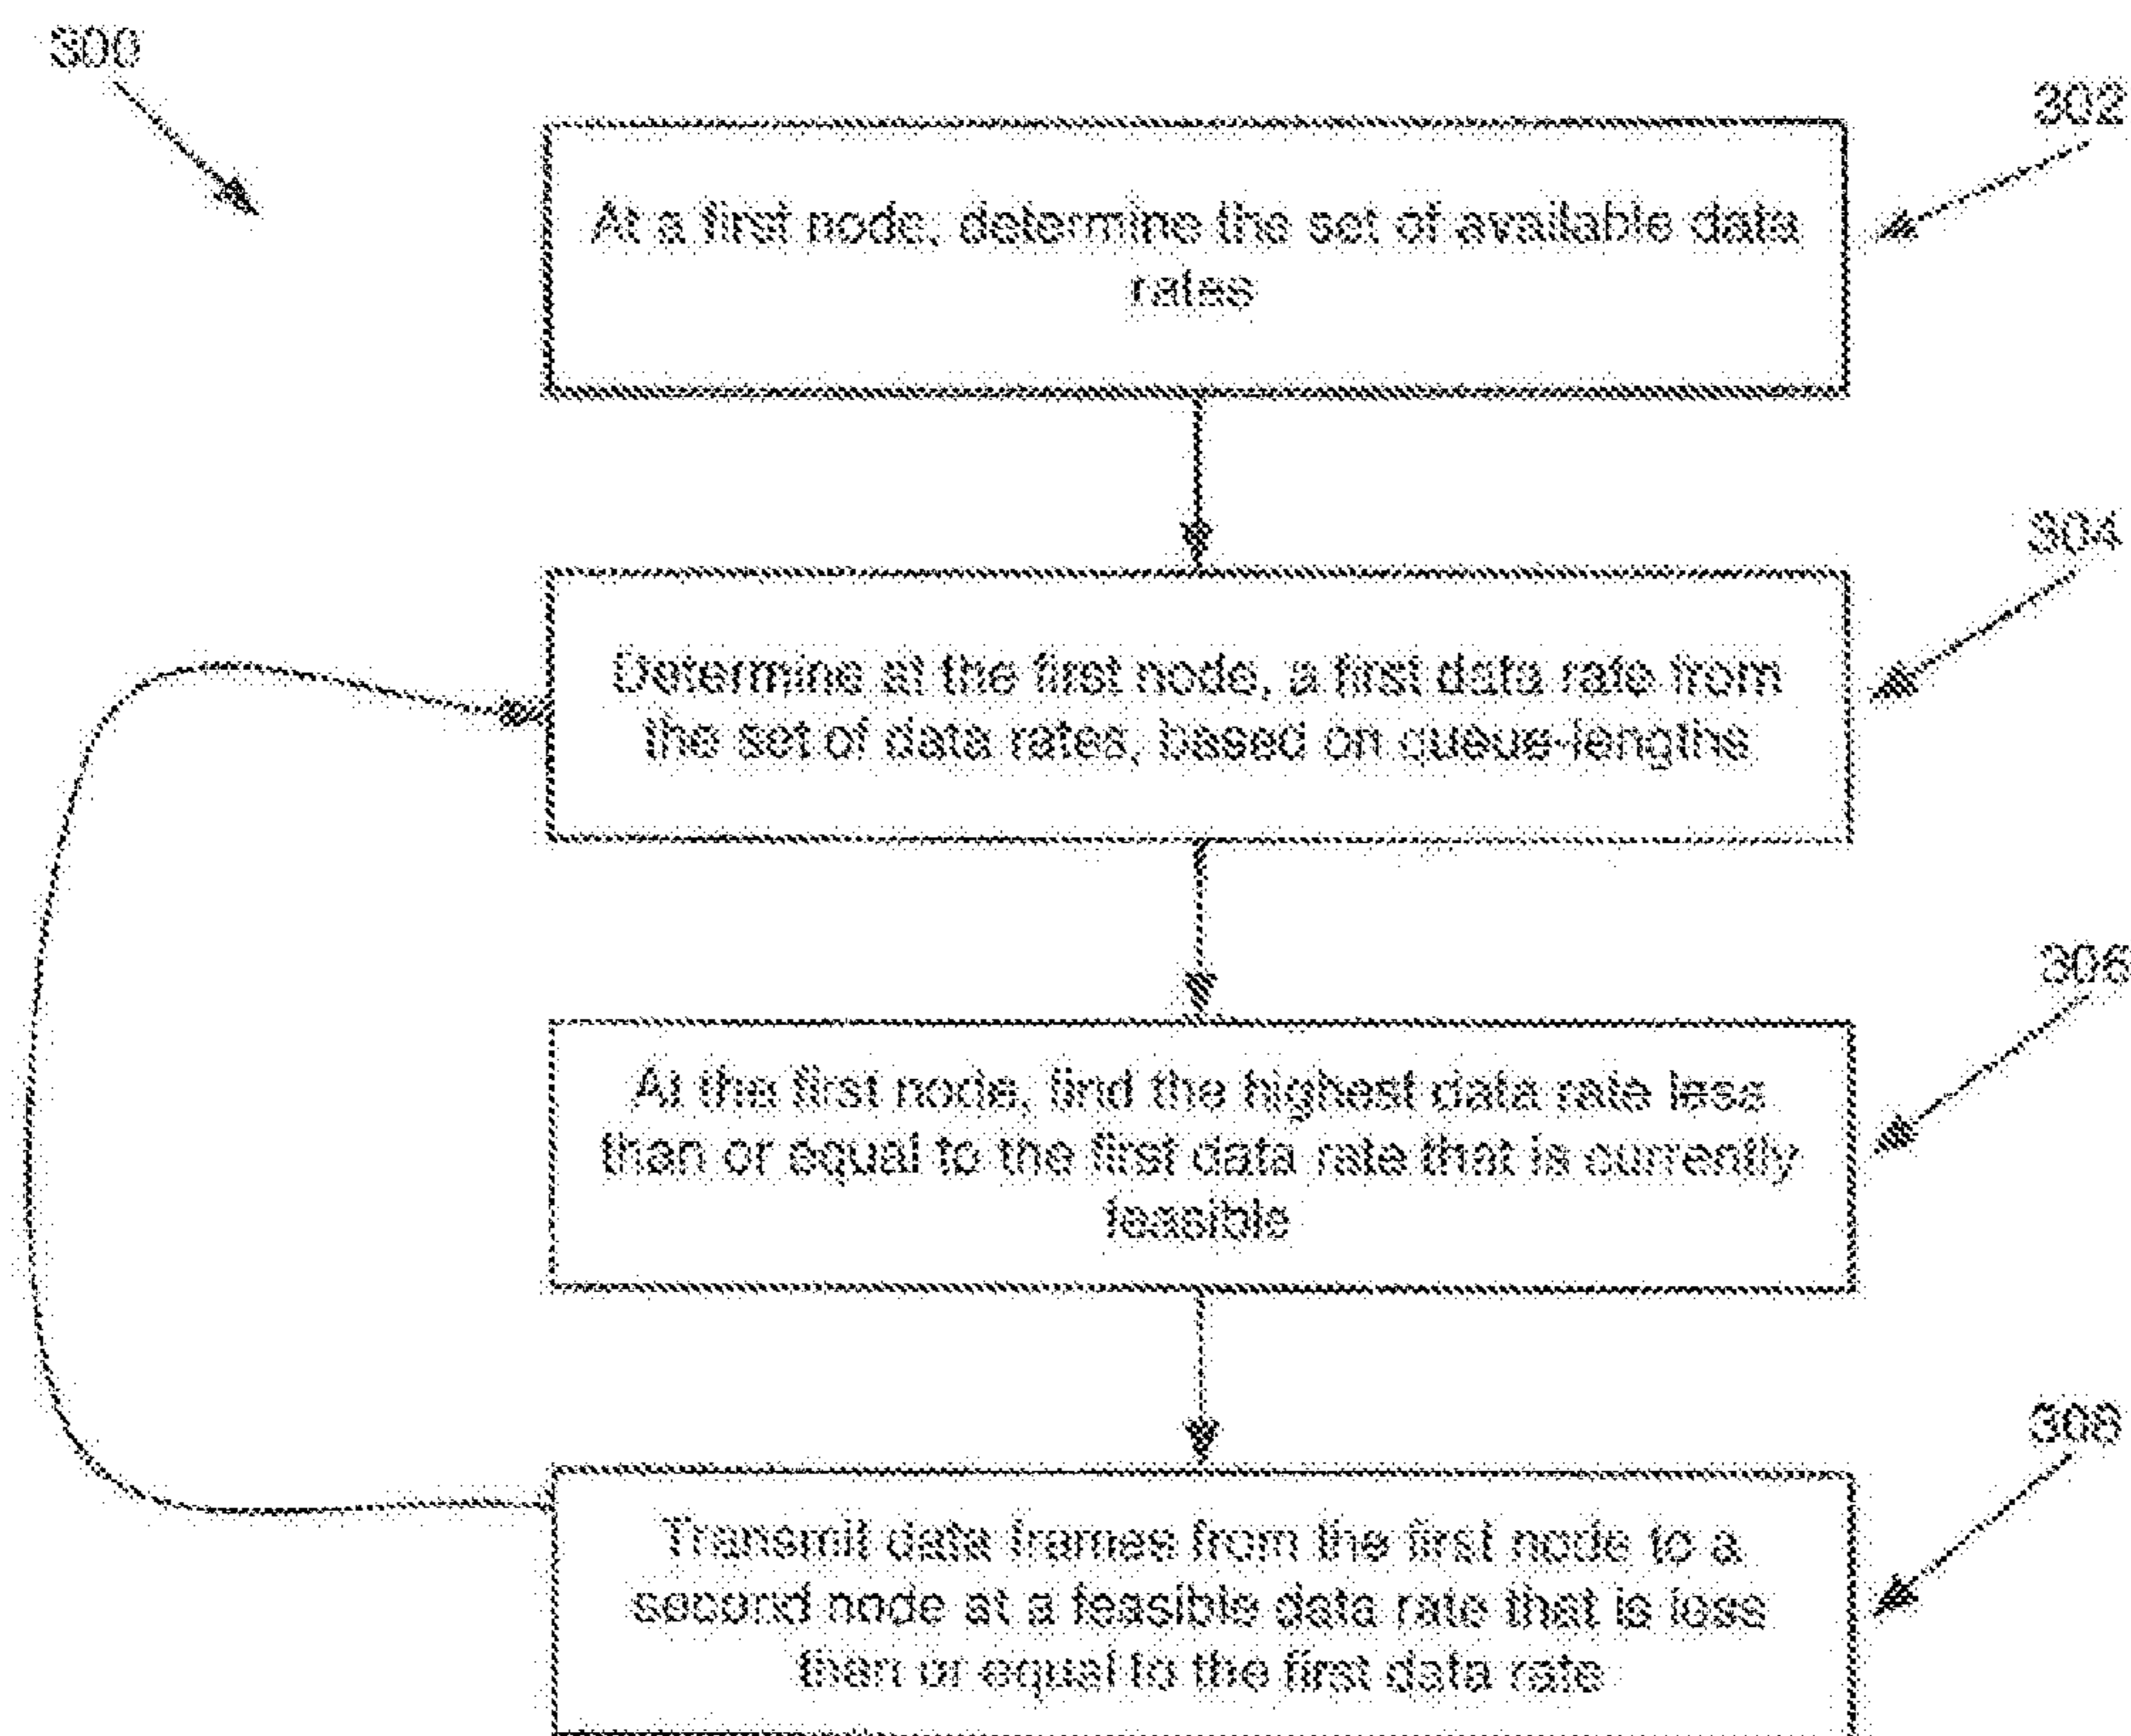 300
302
At a first node, determine the set of available data
rates
304
Determine at the first node, a first data rate from
the set of data rates, based on queue-lengths
306
At the first node, find the highest data rate less
than or equal to the first data rate that is currently
feasible
308
Transmit data frames from the first node to a
second node at a feasible data rate that is less
than or equal to the first data rate